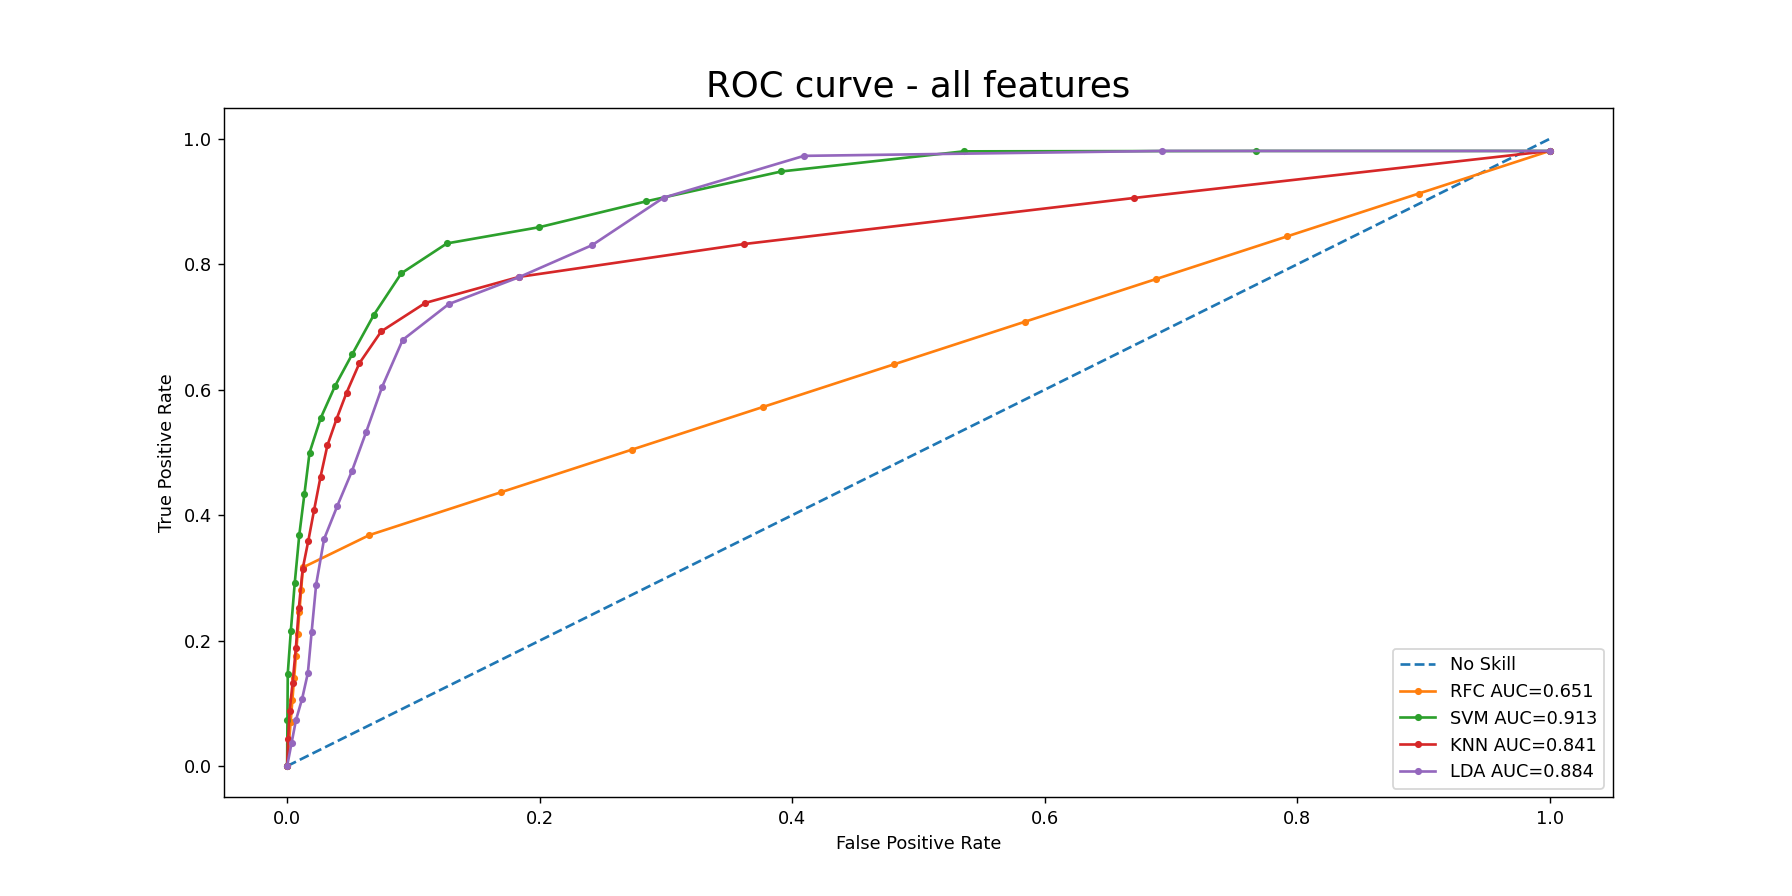 ROC curve - all features
True Positive Rate
1.0
0.8
0.6
0.4
0.2
0.0
No Skill
RFC AUC=0.651
SVM AUC=0.913
KNN AUC=0.841
LDA AUC=0.884
0.0 0.2 0.4 0.6 0.8 1.0
False Positive Rate